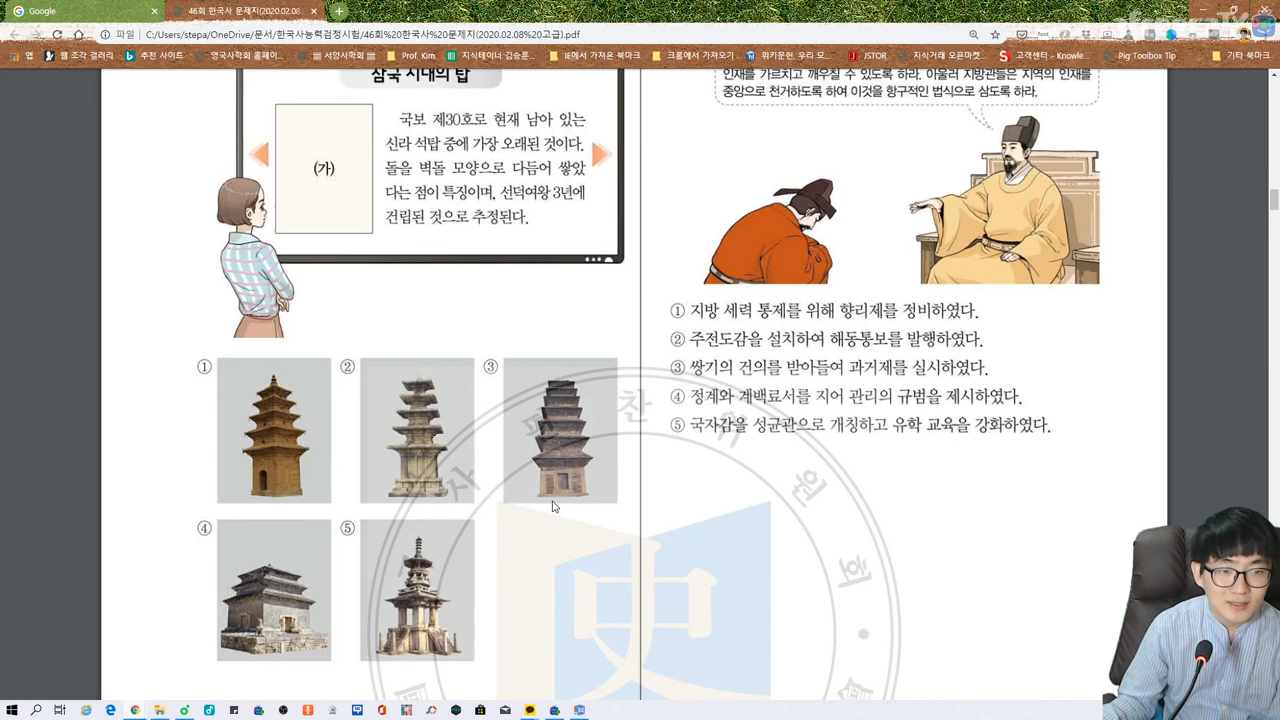 Google
46회 한국사 문제지(2020.02.08
파일 | C:/Users/stepa/OneDrive/문서/한국사능력검정시험/46회%20한국사%20문제지(2020.02.08%20고급).pdf
앱
웹 각도 갤러리
추천 사이트
영국사학회 홈페이...
서양사학회
Prof. Kim
IE에서 가져온 북마크
지식테이너 김승훈...
크롬에서 가져오기
위키문헌, 우리 모...
JSTOR
지식거래 오픈마켓...
고객센터 - Korea...
Pig Toolbox Tip
기타 북마크
삼국 시대의 탑
(가)
국보 제30호로 현재 남아 있는
신라 석탑 중에 가장 오래된 것이다.
돌을 벽돌 모양으로 다듬어 쌓았
다는 점이 특징이며, 선덕여왕 3년에
건립된 것으로 추정된다.
①
②
③
④
⑤
인재를 가르치고 깨우칠 수 있도록 하라. 아울러 지방관들은 지역의 인재를
중앙으로 천거하도록 하여 이것을 항구적인 법식으로 삼도록 하라.
① 지방 세력 통제를 위해 향리제를 정비하였다.
② 주전도감을 설치하여 해동통보를 발행하였다.
③ 쌍기의 건의를 받아들여 과거제를 실시하였다.
④ 정계와 계백료서를 지어 관리의 규범을 제시하였다.
⑤ 국자감을 성균관으로 개칭하고 유학 교육을 강화하였다.
사 편 찬 위 원 회
史